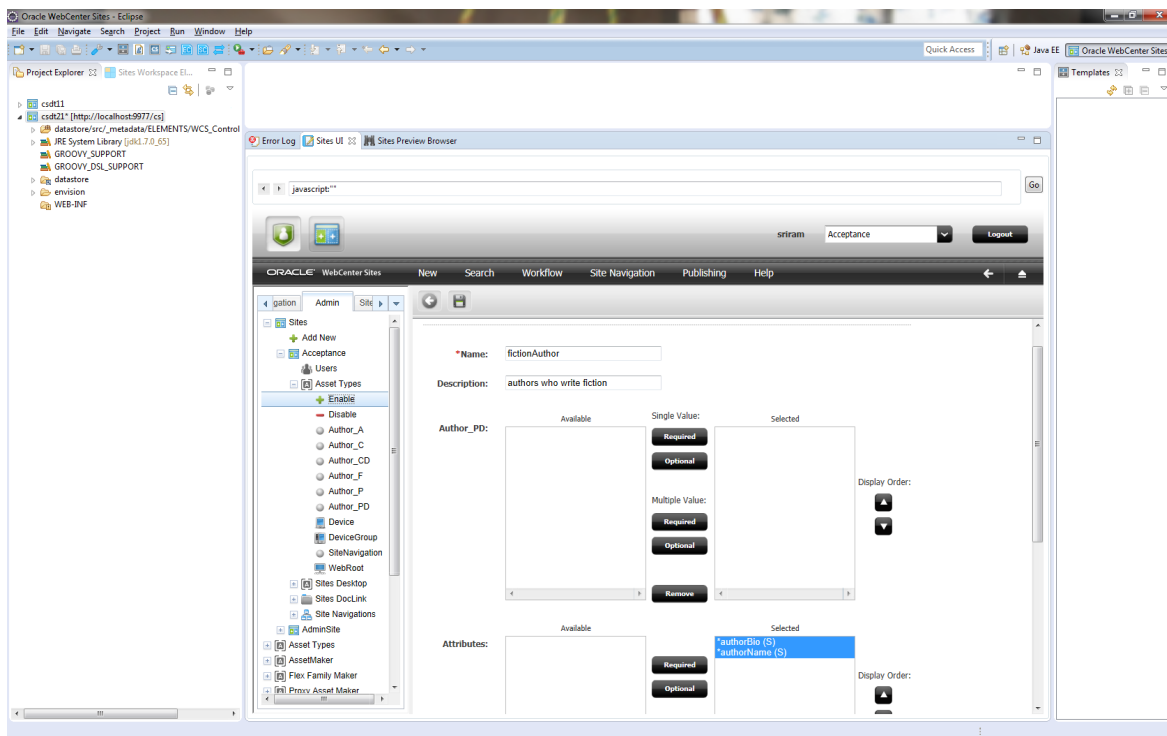 Oracle WebCenter Sites - Eclipse
File Edit Navigate Search Project Run Window Help
Quick Access
Java EE
Oracle WebCenter Sites
Project Explorer
Sites Workspace El...
Templates
csdt11
csdt21* [http://localhost:9977/cs]
datastore/src/_metadata/ELEMENTS/WCS_Control
JRE System Library [jdk1.7.0_65]
GROOVY_SUPPORT
GROOVY_DSL_SUPPORT
datastore
envision
WEB-INF
Error Log
Sites UI
Sites Preview Browser
javascript:""
Go
sriram
Acceptance
Logout
ORACLE WebCenter Sites
New Search Workflow Site Navigation Publishing Help
gation
Admin
Site
Sites
Add New
Acceptance
Users
Asset Types
Enable
Disable
Author_A
Author_C
Author_CD
Author_F
Author_P
Author_PD
Device
DeviceGroup
SiteNavigation
WebRoot
Sites Desktop
Sites DocLink
Site Navigations
AdminSite
Asset Types
AssetMaker
Flex Family Maker
Proxy Asset Maker
*Name:
fictionAuthor
Description:
authors who write fiction
Author_PD:
Available
Single Value:
Selected
Required
Optional
Multiple Value:
Required
Optional
Remove
Display Order:
Attributes:
Available
Selected
*authorBio (S)
*authorName (S)
Required
Optional
Display Order: